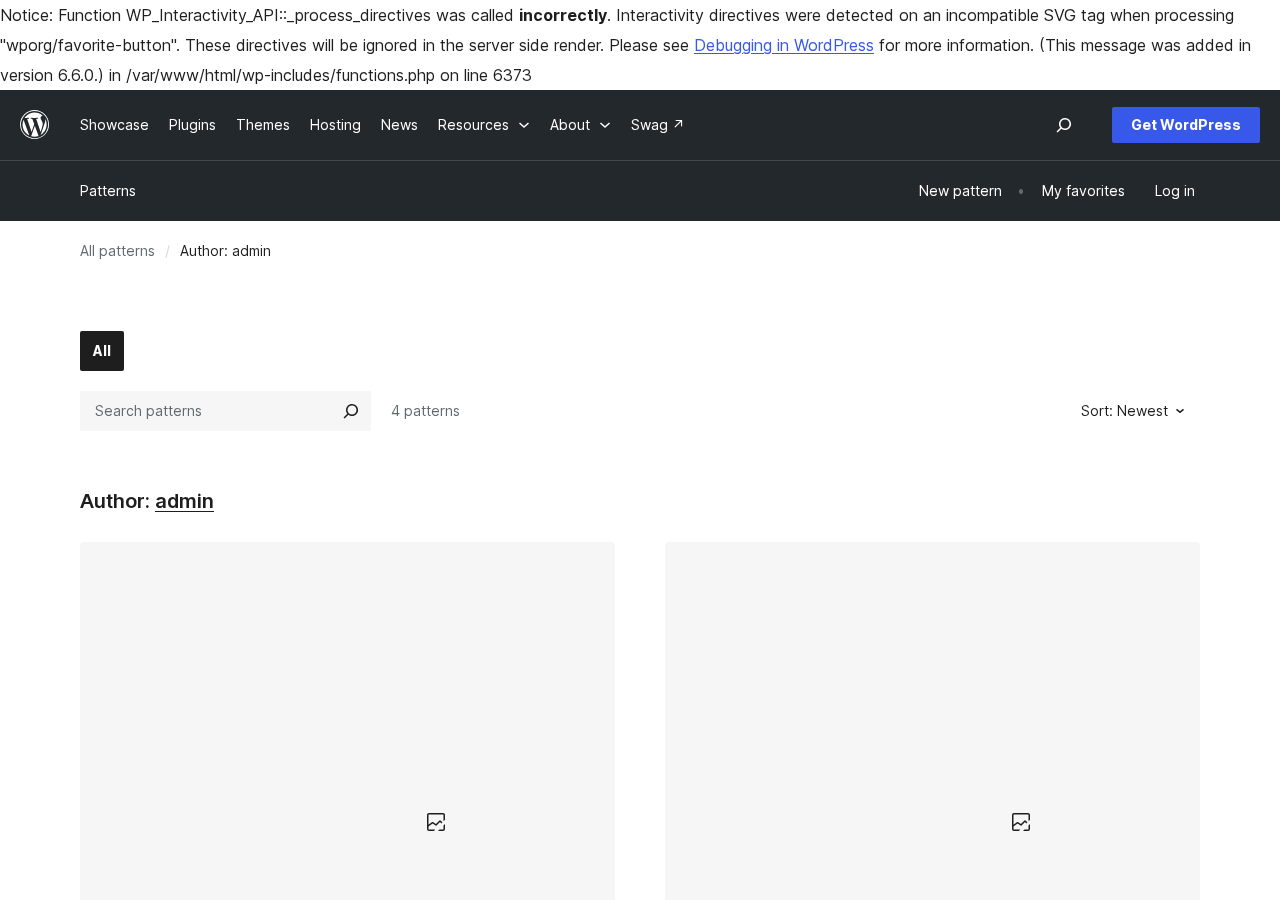 Notice: Function WP_Interactivity_API::_process_directives was called incorrectly. Interactivity directives were detected on an incompatible SVG tag when processing
"wporg/favorite-button". These directives will be ignored in the server side render. Please see Debugging in WordPress for more information. (This message was added in
version 6.6.0.) in /var/www/html/wp-includes/functions.php on line 6373
Showcase Plugins Themes Hosting News Resources About Swag ↗ Get WordPress
Patterns New pattern • My favorites Log in
All patterns / Author: admin
All
Search patterns 4 patterns Sort: Newest
Author: admin